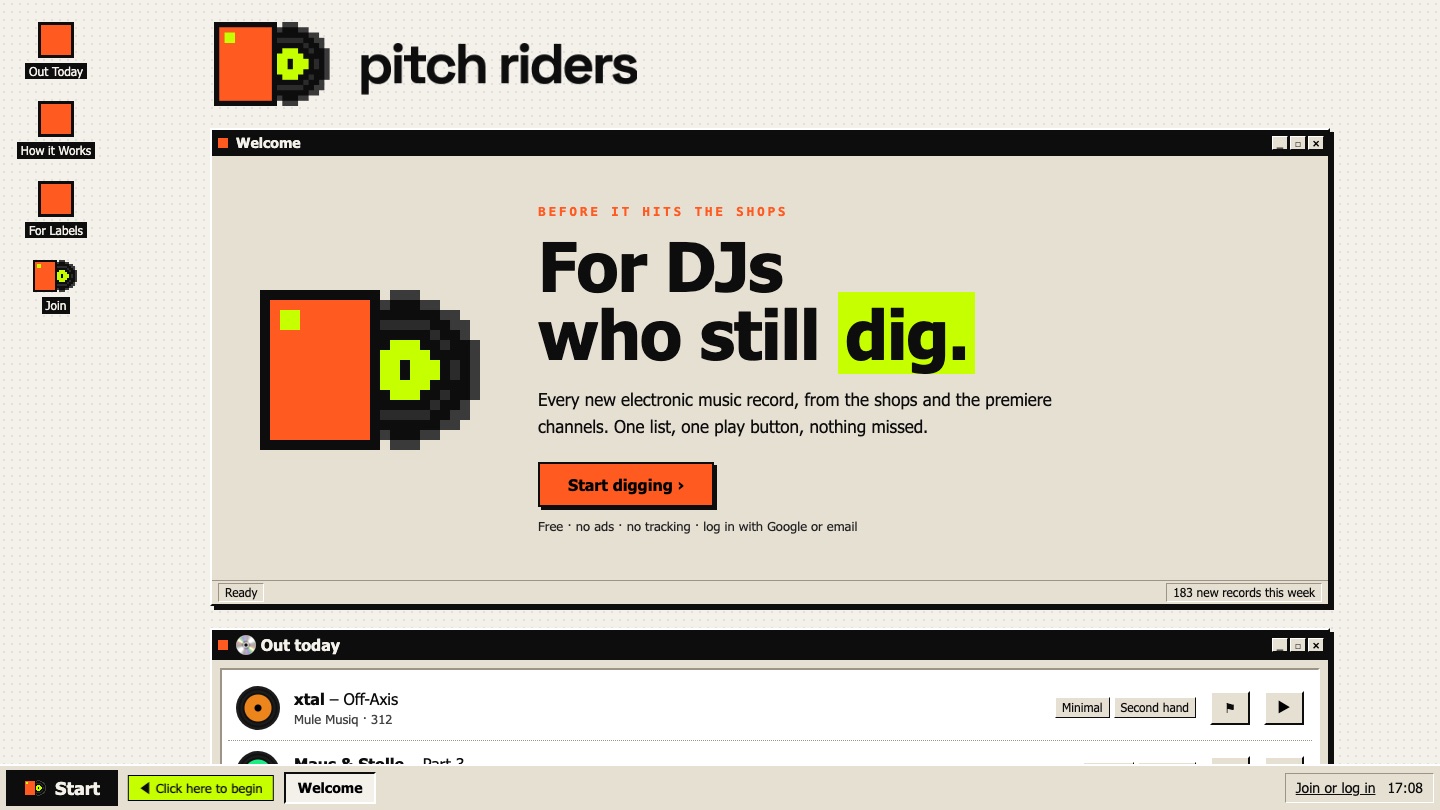 Out Today
How it Works
For Labels
Join
pitch riders
Welcome
BEFORE IT HITS THE SHOPS
For DJs
who still dig.
Every new electronic music record, from the shops and the premiere
channels. One list, one play button, nothing missed.
Start digging ›
Free · no ads · no tracking · log in with Google or email
Ready
183 new records this week
Out today
xtal – Off-Axis
Mule Musiq · 312
Minimal
Second hand
Start
◀ Click here to begin
Welcome
Join or log in
17:08